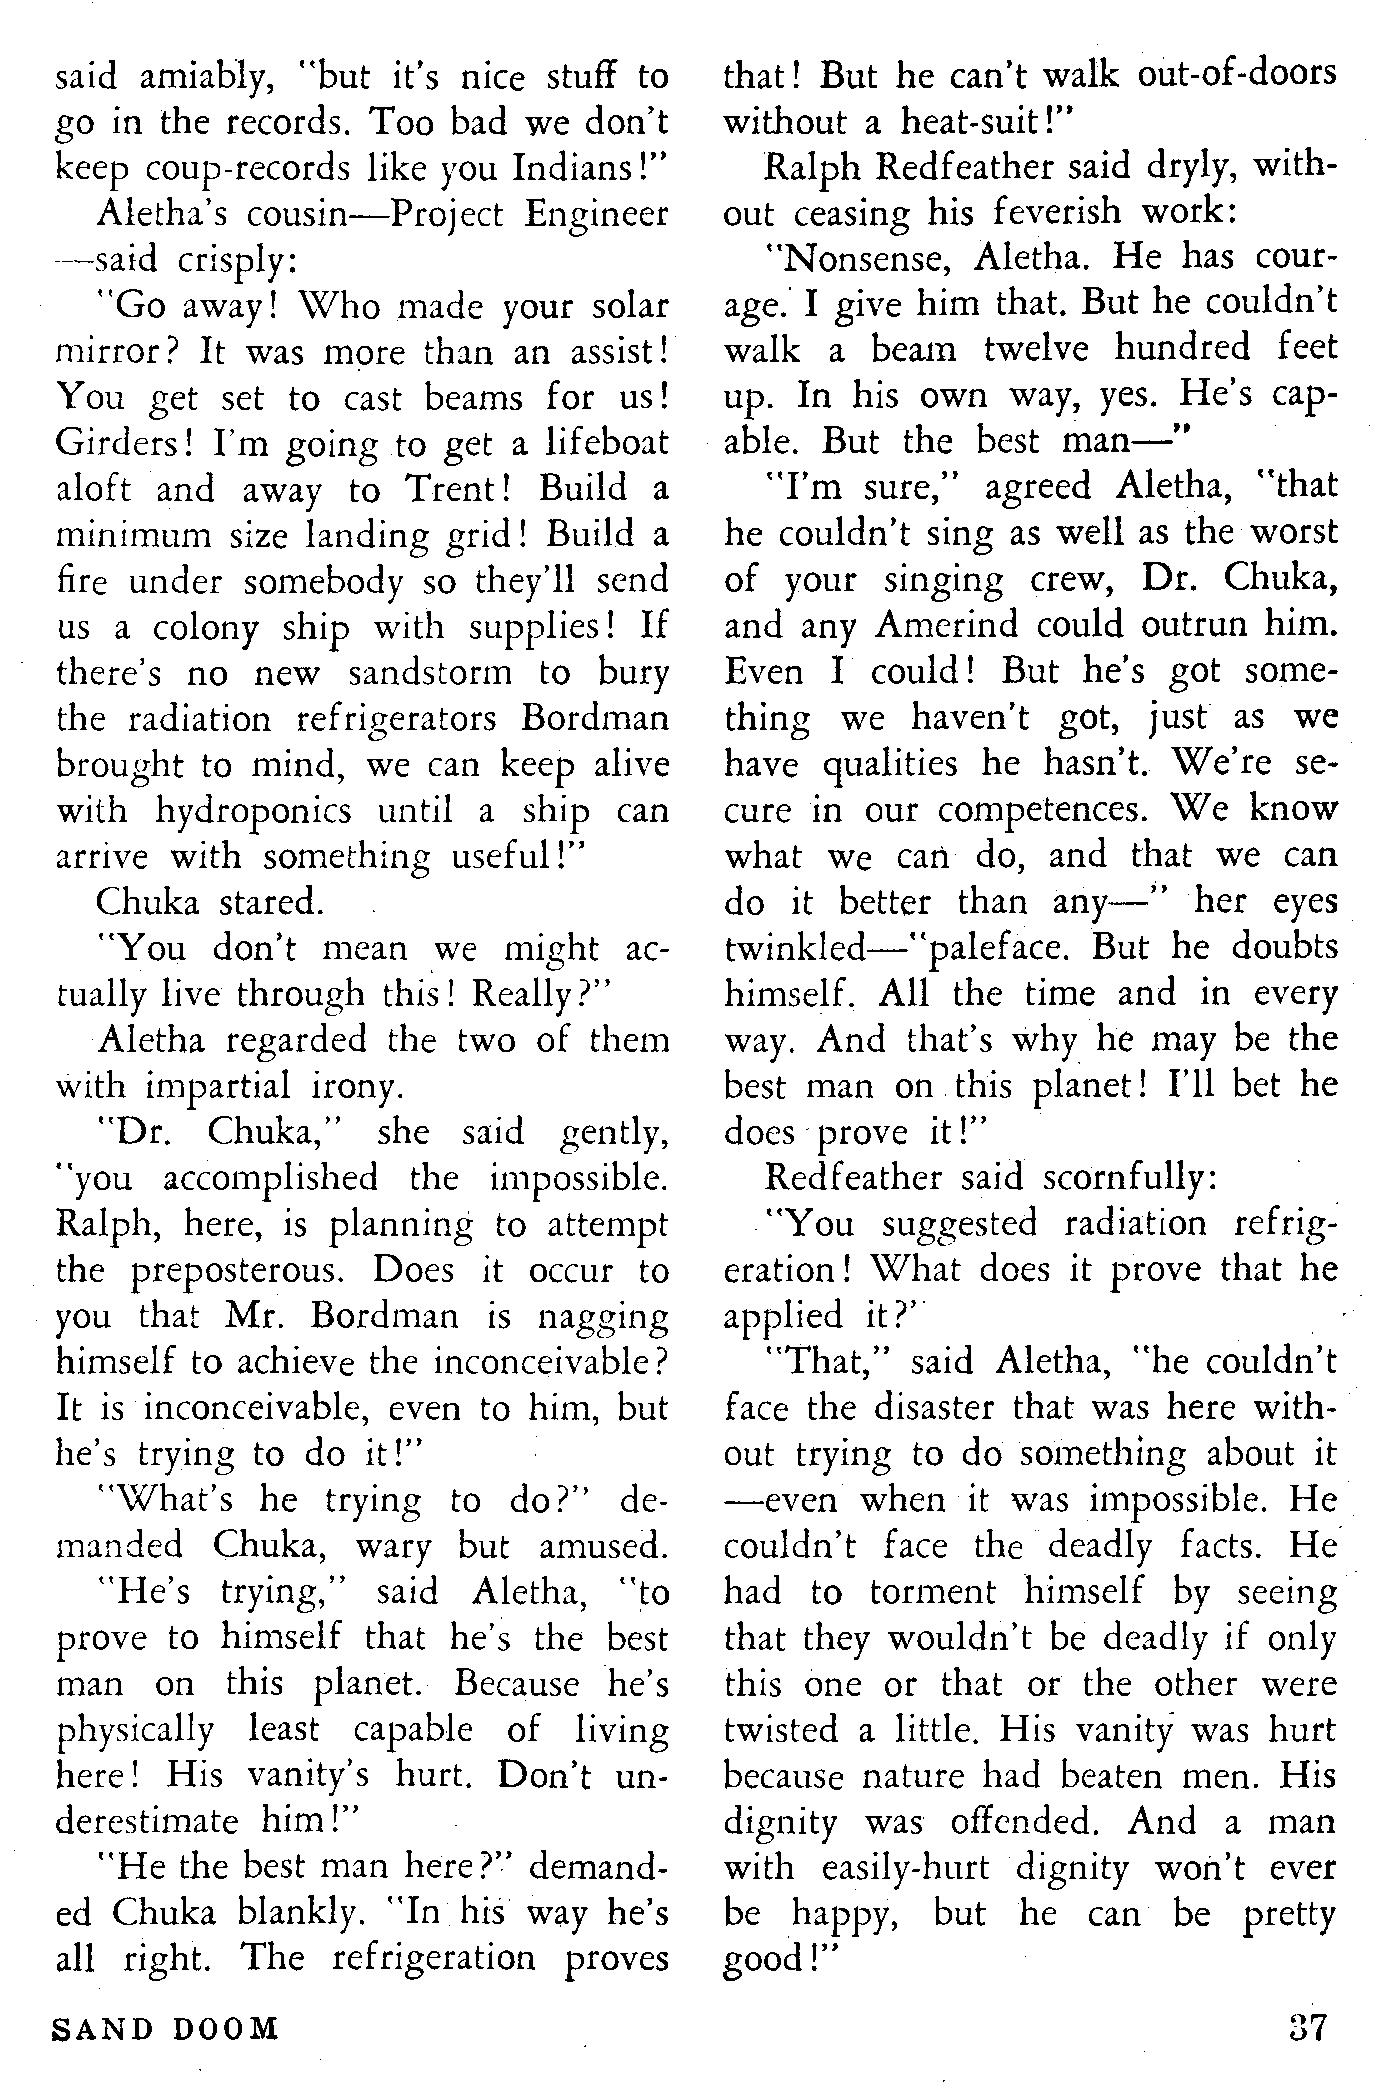 said amiably, "but it's nice stuff to
go in the records. Too bad we don't
keep coup-records like you Indians!"
Aletha's cousin—Project Engineer
—said crisply:
"Go away! Who made your solar
mirror? It was more than an assist!
You get set to cast beams for us!
Girders! I'm going to get a lifeboat
aloft and away to Trent! Build a
minimum size landing grid! Build a
fire under somebody so they'll send
us a colony ship with supplies! If
there's no new sandstorm to bury
the radiation refrigerators Bordman
brought to mind, we can keep alive
with hydroponics until a ship can
arrive with something useful!"
Chuka stared.
"You don't mean we might ac-
tually live through this! Really?"
Aletha regarded the two of them
with impartial irony.
"Dr. Chuka," she said gently,
"you accomplished the impossible.
Ralph, here, is planning to attempt
the preposterous. Does it occur to
you that Mr. Bordman is nagging
himself to achieve the inconceivable?
It is inconceivable, even to him, but
he's trying to do it!"
"What's he trying to do?" de-
manded Chuka, wary but amused.
"He's trying," said Aletha, "to
prove to himself that he's the best
man on this planet. Because he's
physically least capable of living
here! His vanity's hurt. Don't un-
derestimate him!"
"He the best man here?" demand-
ed Chuka blankly. "In his way he's
all right. The refrigeration proves
that! But he can't walk out-of-doors
without a heat-suit!"
Ralph Redfeather said dryly, with-
out ceasing his feverish work:
"Nonsense, Aletha. He has cour-
age. I give him that. But he couldn't
walk a beam twelve hundred feet
up. In his own way, yes. He's cap-
able. But the best man—"
"I'm sure," agreed Aletha, "that
he couldn't sing as well as the worst
of your singing crew, Dr. Chuka,
and any Amerind could outrun him.
Even I could! But he's got some-
thing we haven't got, just as we
have qualities he hasn't. We're se-
cure in our competences. We know
what we can do, and that we can
do it better than any—" her eyes
twinkled—"paleface. But he doubts
himself. All the time and in every
way. And that's why he may be the
best man on this planet! I'll bet he
does prove it!"
Redfeather said scornfully:
"You suggested radiation refrig-
eration! What does it prove that he
applied it?'
"That," said Aletha, "he couldn't
face the disaster that was here with-
out trying to do something about it
—even when it was impossible. He
couldn't face the deadly facts. He
had to torment himself by seeing
that they wouldn't be deadly if only
this one or that or the other were
twisted a little. His vanity was hurt
because nature had beaten men. His
dignity was offended. And a man
with easily-hurt dignity won't ever
be happy, but he can be pretty
good!"
SAND DOOM
37